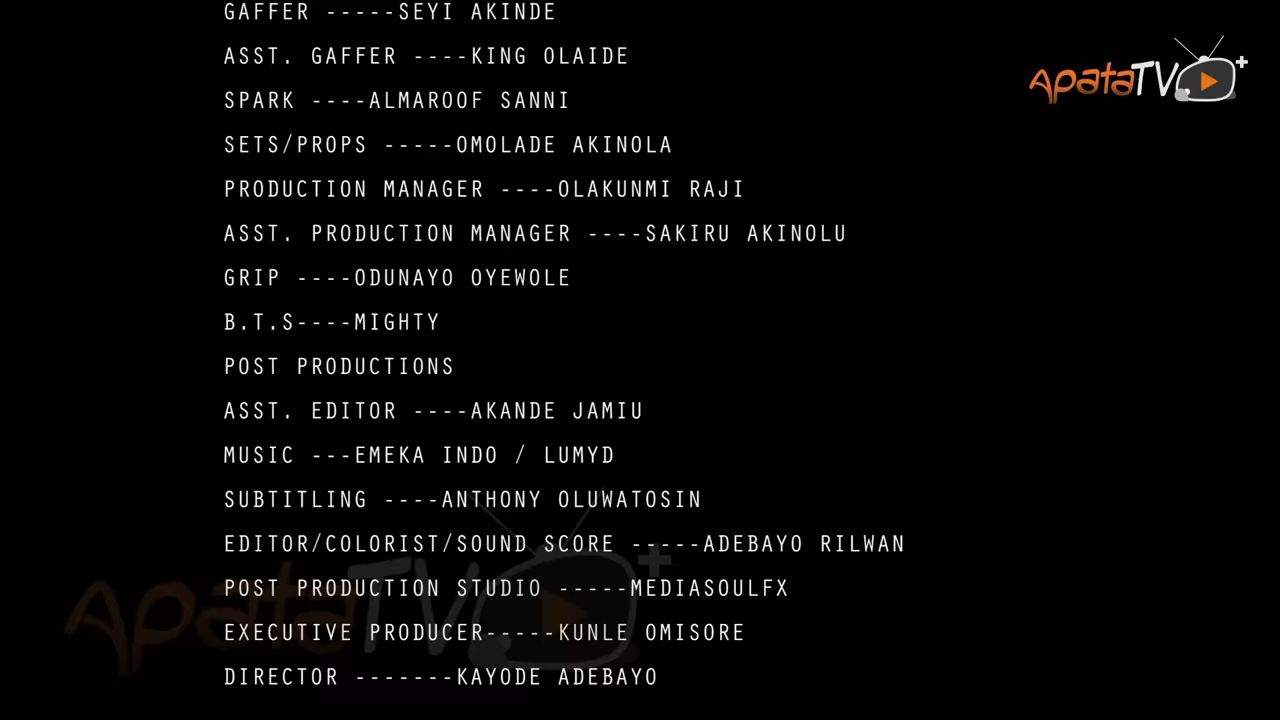 GAFFER -----SEYI AKINDE
ApataTV+
ASST. GAFFER ----KING OLAIDE
SPARK ----ALMAROOF SANNI
SETS/PROPS -----OMOLADE AKINOLA
PRODUCTION MANAGER ----OLAKUNMI RAJI
ASST. PRODUCTION MANAGER ----SAKIRU AKINOLU
GRIP ----ODUNAYO OYEWOLE
B.T.S----MIGHTY
POST PRODUCTIONS
ASST. EDITOR ----AKANDE JAMIU
MUSIC ---EMEKA INDO / LUMYD
SUBTITLING ----ANTHONY OLUWATOSIN
EDITOR/COLORIST/SOUND SCORE -----ADEBAYO RILWAN
POST PRODUCTION STUDIO -----MEDIASOULFX
ApataTV+
EXECUTIVE PRODUCER-----KUNLE OMISORE
DIRECTOR -------KAYODE ADEBAYO